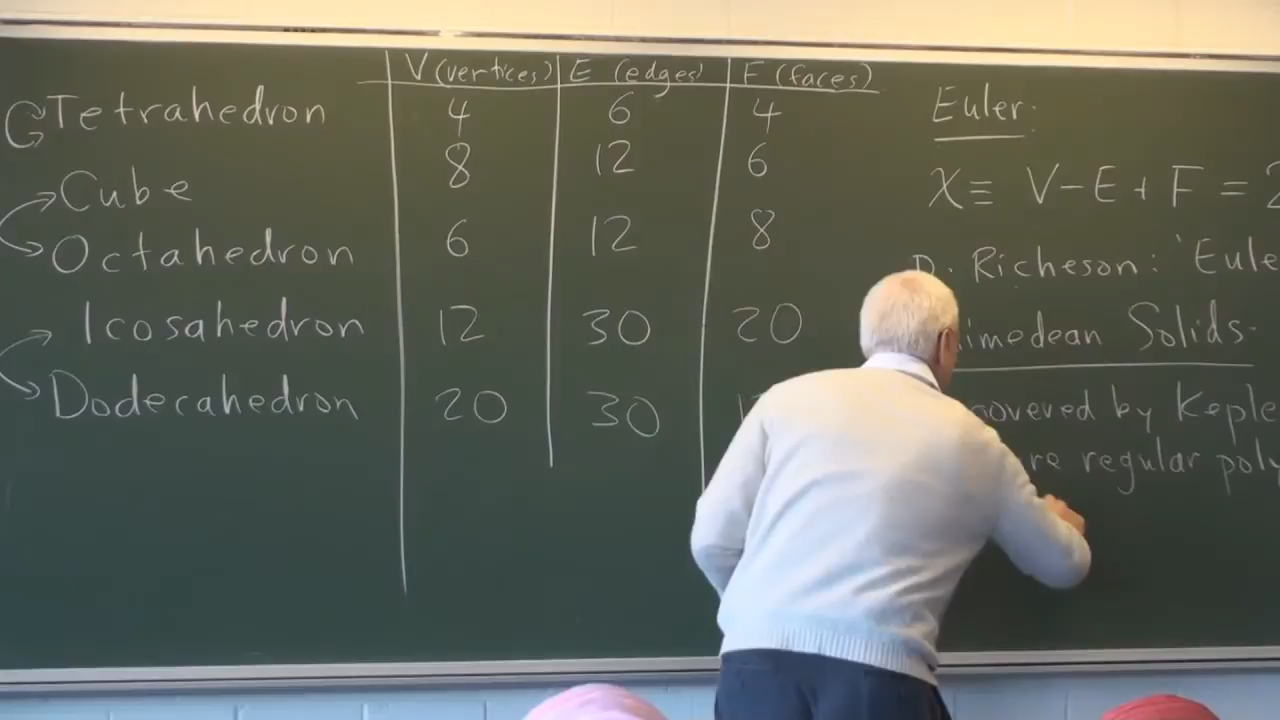 V (vertices) E (edges) F (faces)
Tetrahedron 4 6 4
Cube 8 12 6
Octahedron 6 12 8
Icosahedron 12 30 20
Dodecahedron 20 30
Euler:
χ ≡ V - E + F = 2
Richeson: 'Eule
imedean Solids.
overed by Keple
re regular poly